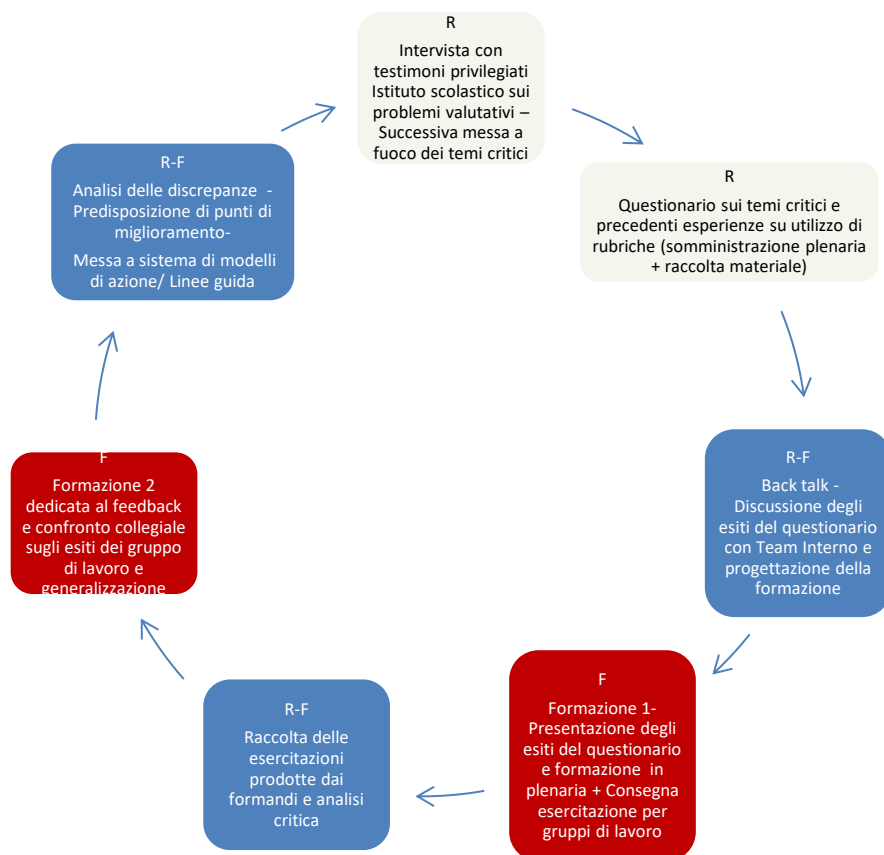 R
Intervista con
testimoni privilegiati
Istituto scolastico sui
problemi valutativi –
Successiva messa a
fuoco dei temi critici
R
Questionario sui temi critici e
precedenti esperienze su utilizzo di
rubriche (somministrazione plenaria
+ raccolta materiale)
R-F
Back talk -
Discussione degli
esiti del questionario
con Team Interno e
progettazione della
formazione
F
Formazione 1-
Presentazione degli
esiti del questionario
e formazione in
plenaria + Consegna
esercitazione per
gruppi di lavoro
R-F
Raccolta delle
esercitazioni
prodotte dai
formandi e analisi
critica
F
Formazione 2
dedicata al feedback
e confronto collegiale
sugli esiti dei gruppo
di lavoro e
generalizzazione
R-F
Analisi delle discrepanze -
Predisposizione di punti di
miglioramento-
Messa a sistema di modelli
di azione/ Linee guida